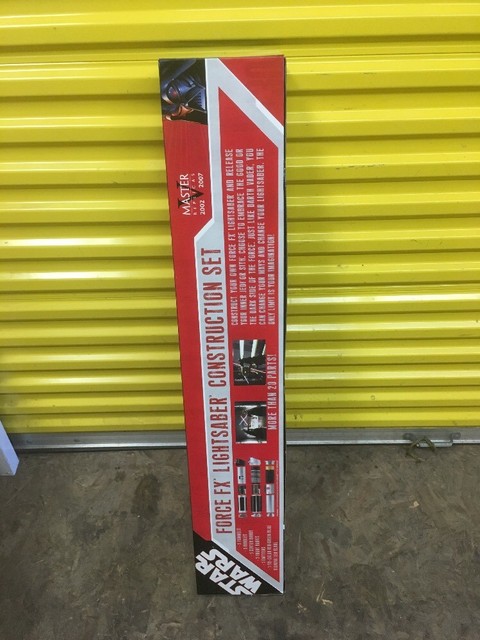 STAR
WARS
FORCE FX LIGHTSABER CONSTRUCTION SET
MASTER
REPLICAS
2002 2007
CONSTRUCT YOUR OWN FORCE FX LIGHTSABER AND RELEASE
YOUR INNER JEDI OR SITH. CHOOSE TO EMBRACE THE GOOD OR
THE DARK SIDE OF THE FORCE. JUST LIKE DARTH VADER, YOU
CAN CHANGE YOUR WAYS AND CHANGE YOUR LIGHTSABER. THE
ONLY LIMIT IS YOUR IMAGINATION!
MORE THAN 20 PARTS!